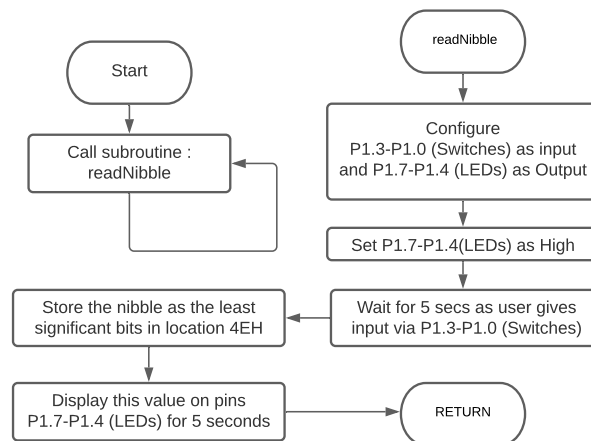 Start
Call subroutine :
readNibble
readNibble
Configure
P1.3-P1.0 (Switches) as input
and P1.7-P1.4 (LEDs) as Output
Set P1.7-P1.4(LEDs) as High
Wait for 5 secs as user gives
input via P1.3-P1.0 (Switches)
Store the nibble as the least
significant bits in location 4EH
Display this value on pins
P1.7-P1.4 (LEDs) for 5 seconds
RETURN